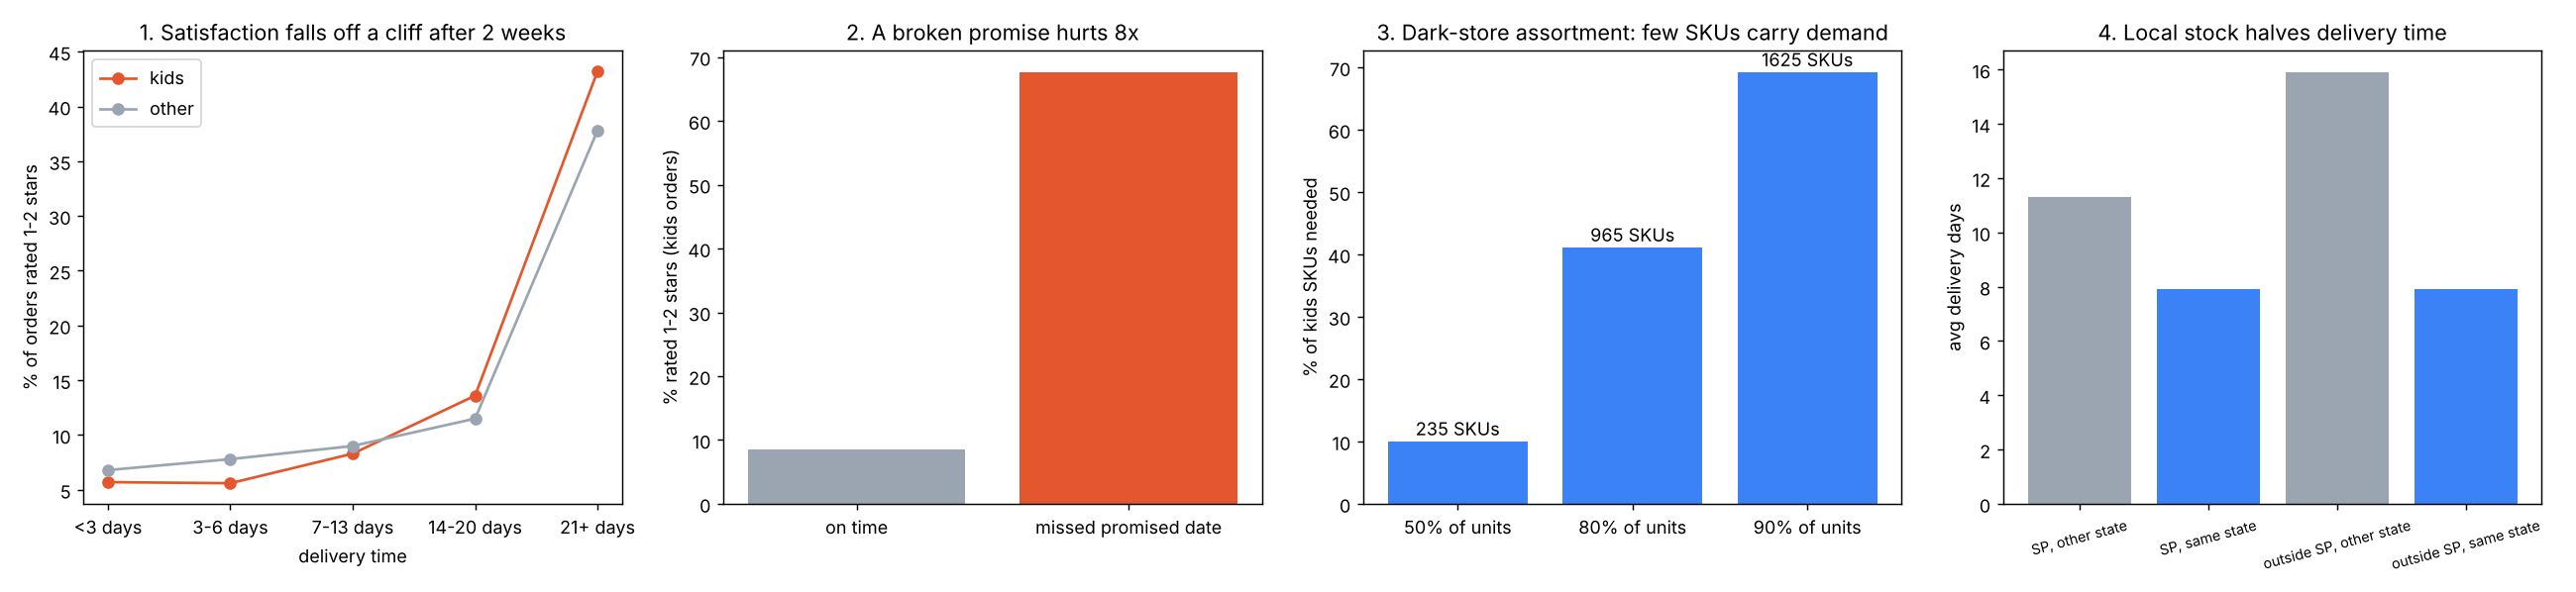 1. Satisfaction falls off a cliff after 2 weeks
% of orders rated 1-2 stars
45
40
35
30
25
20
15
10
5
kids
other
<3 days 3-6 days 7-13 days 14-20 days 21+ days
delivery time
2. A broken promise hurts 8x
% rated 1-2 stars (kids orders)
70
60
50
40
30
20
10
0
on time missed promised date
3. Dark-store assortment: few SKUs carry demand
% of kids SKUs needed
70
60
50
40
30
20
10
0
235 SKUs
965 SKUs
1625 SKUs
50% of units 80% of units 90% of units
4. Local stock halves delivery time
avg delivery days
16
14
12
10
8
6
4
2
0
SP, other state
SP, same state
outside SP, other state
outside SP, same state